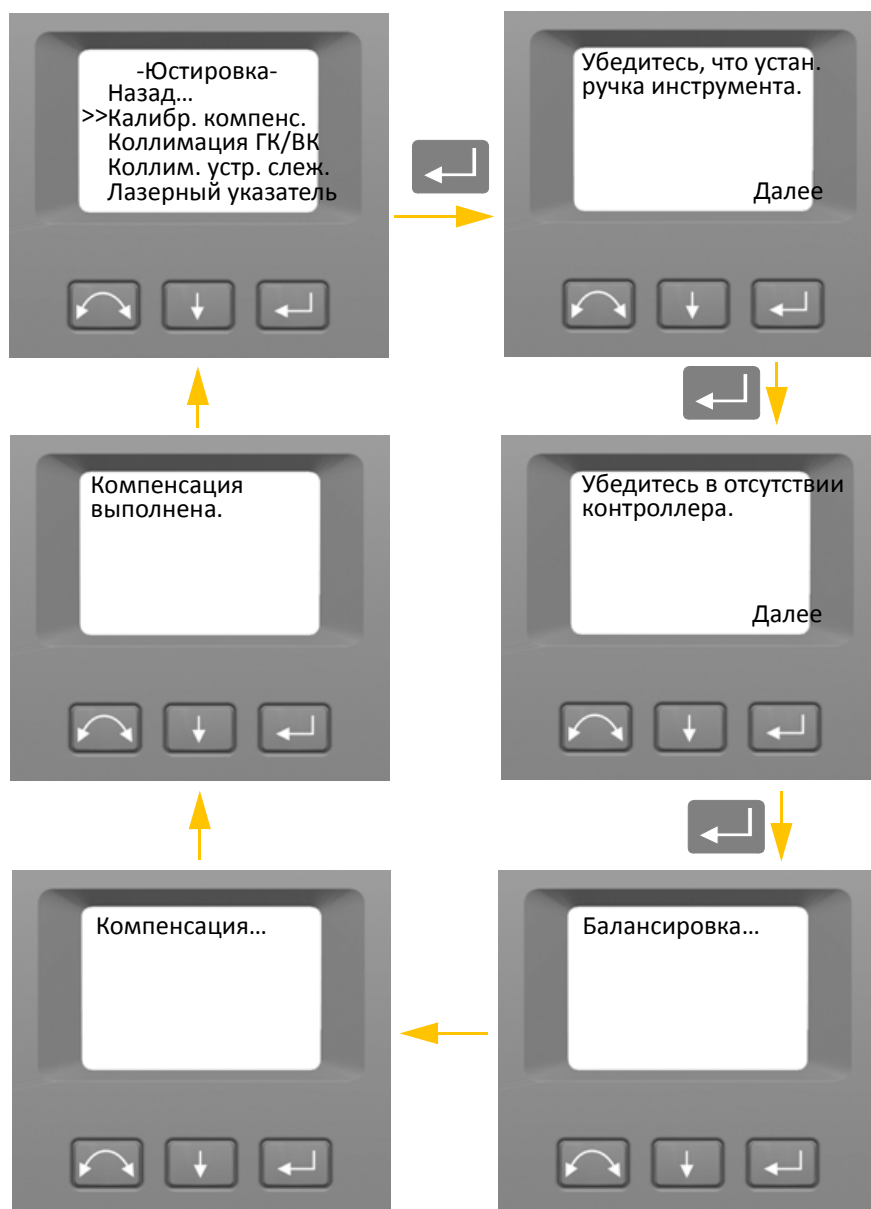 -Юстировка-
Назад...
>>Калибр. компенс.
Коллимация ГК/ВК
Коллим. устр. слеж.
Лазерный указатель
Убедитесь, что устан.
ручка инструмента.
Далее
Убедитесь в отсутствии
контроллера.
Далее
Балансировка...
Компенсация...
Компенсация
выполнена.